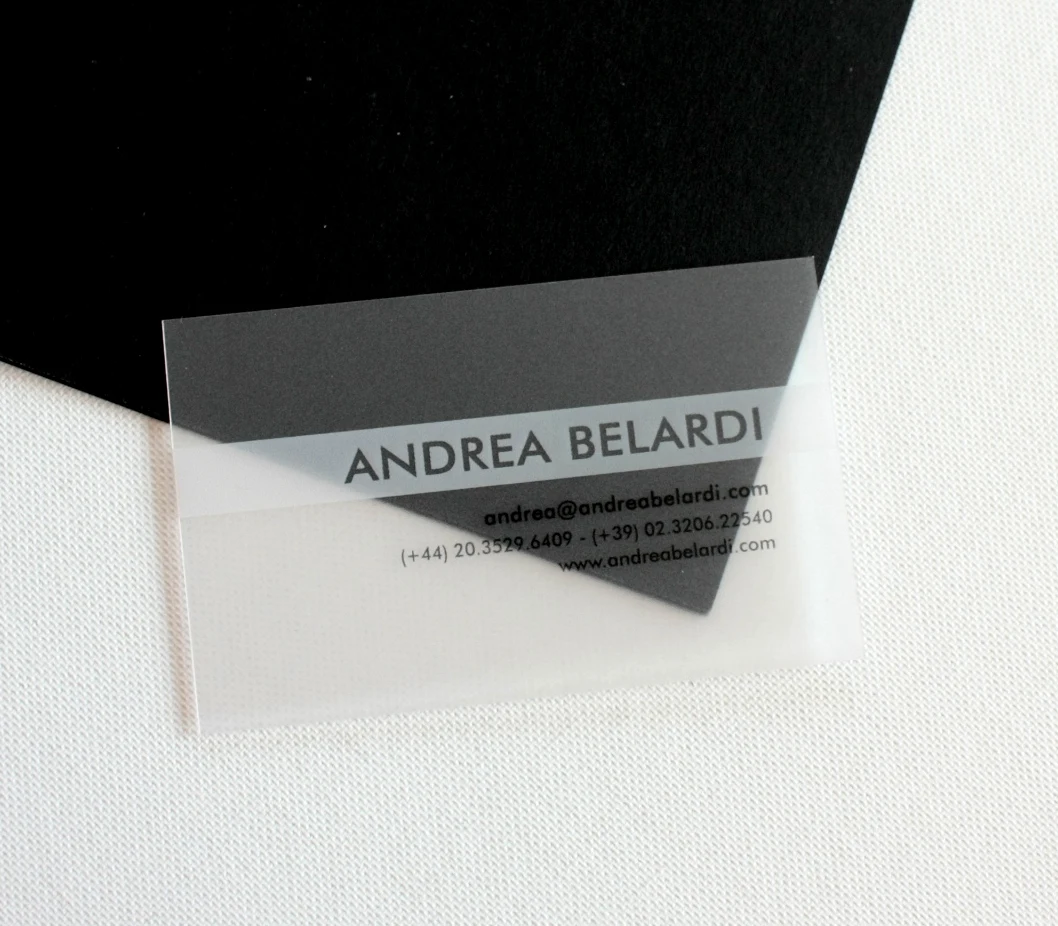 ANDREA BELARDI
andrea@andreabelardi.com
(+44) 20.3529.6409 - (+39) 02.3206.22540
www.andreabelardi.com